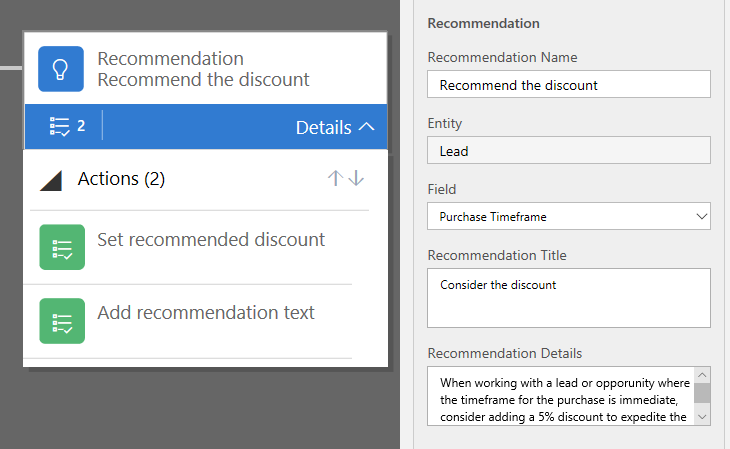 Recommendation
Recommend the discount
2
Details
Actions (2)
Set recommended discount
Add recommendation text
Recommendation
Recommendation Name
Recommend the discount
Entity
Lead
Field
Purchase Timeframe
Recommendation Title
Consider the discount
Recommendation Details
When working with a lead or opporunity where
the timeframe for the purchase is immediate,
consider adding a 5% discount to expedite the